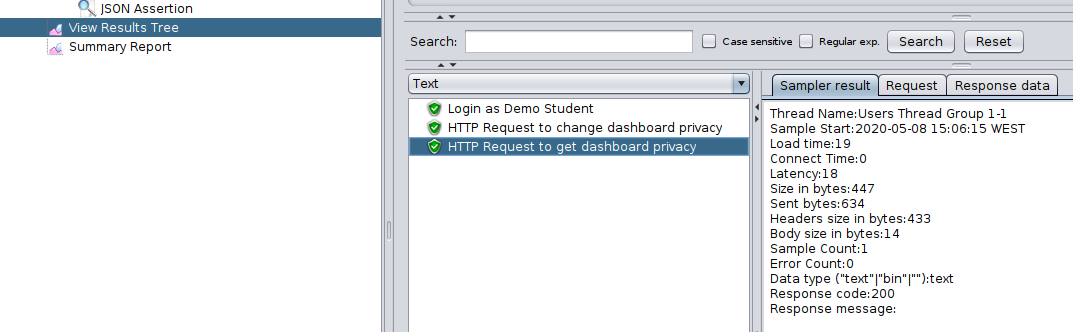 JSON Assertion
View Results Tree
Summary Report
Search: Case sensitive Regular exp. Search Reset
Text
Login as Demo Student
HTTP Request to change dashboard privacy
HTTP Request to get dashboard privacy
Sampler result Request Response data
Thread Name:Users Thread Group 1-1
Sample Start:2020-05-08 15:06:15 WEST
Load time:19
Connect Time:0
Latency:18
Size in bytes:447
Sent bytes:634
Headers size in bytes:433
Body size in bytes:14
Sample Count:1
Error Count:0
Data type ("text"|"bin"|""):text
Response code:200
Response message: